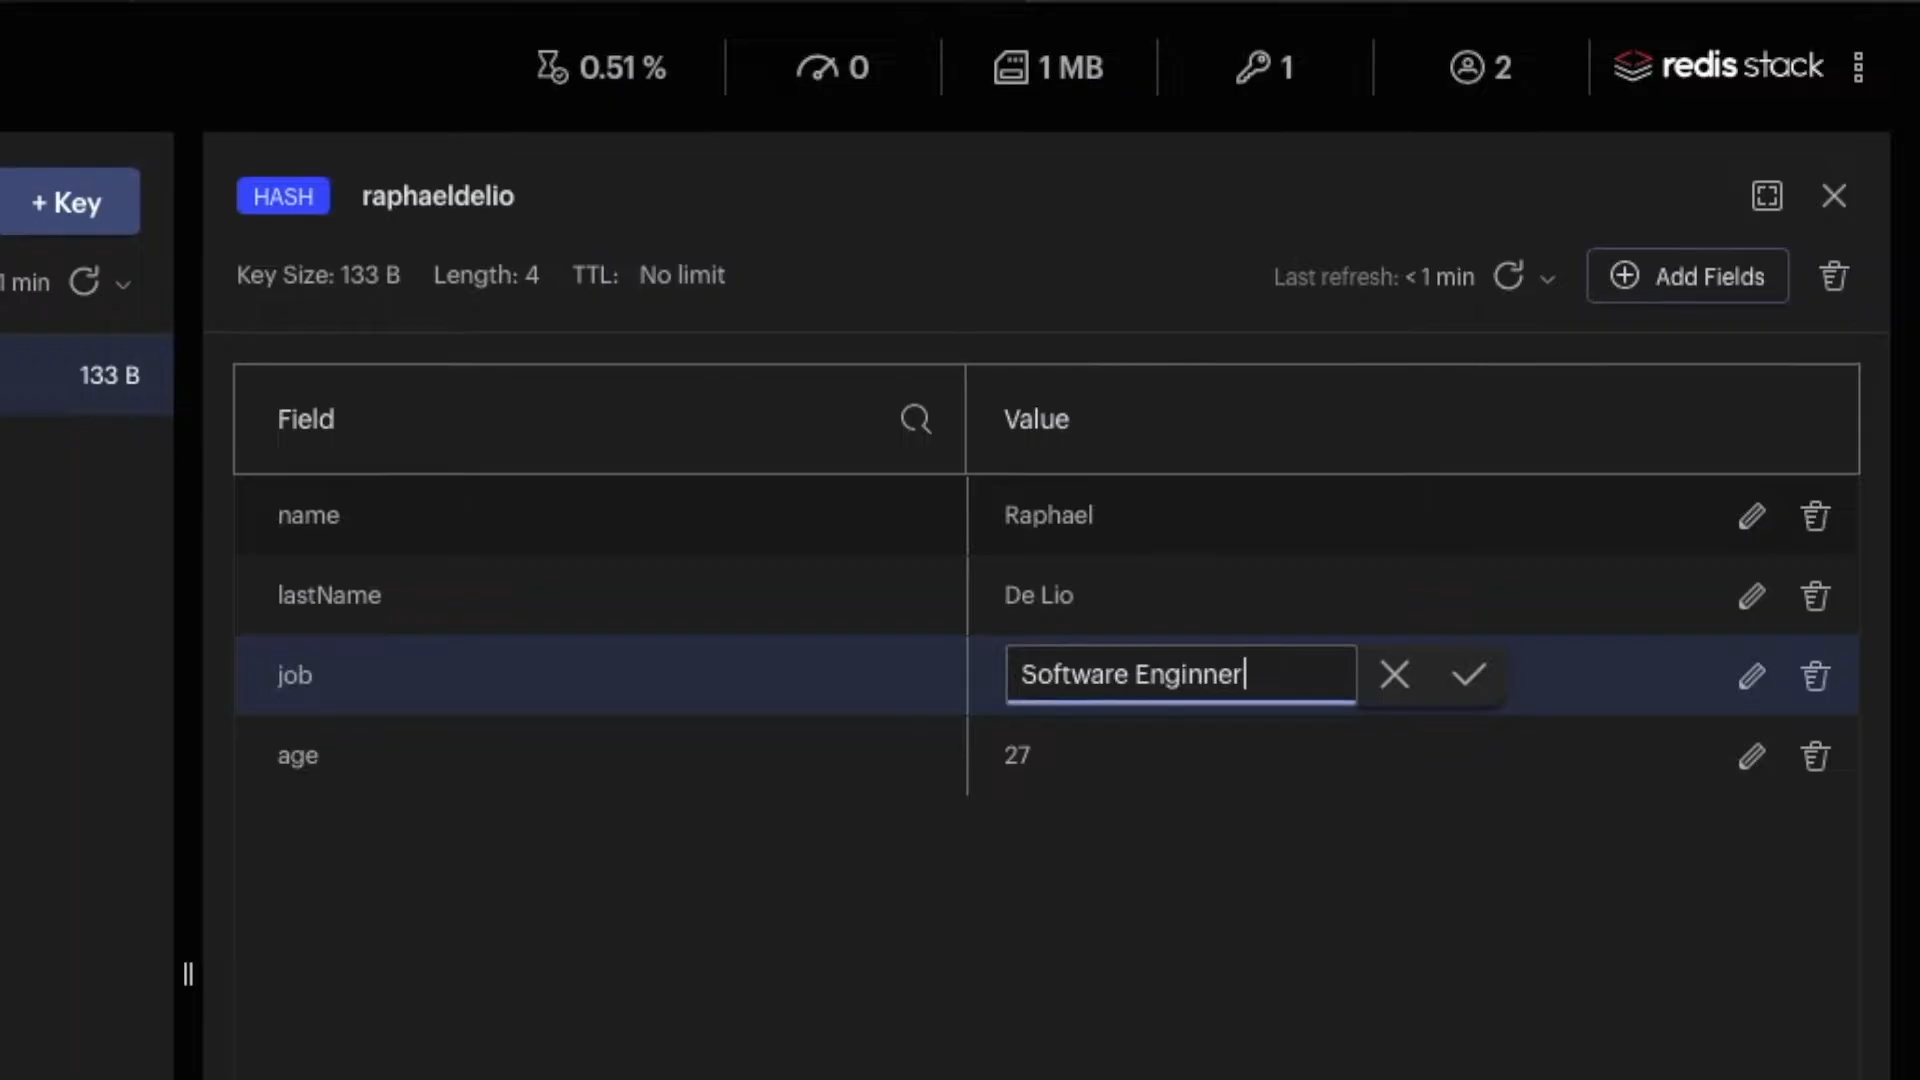 0.51 %
0
1 MB
1
2
redis stack
+ Key
1 min
133 B
HASH
raphaeldelio
Key Size: 133 B
Length: 4
TTL:
No limit
Last refresh: < 1 min
Add Fields
Field
Value
name
Raphael
lastName
De Lio
job
Software Enginner
age
27